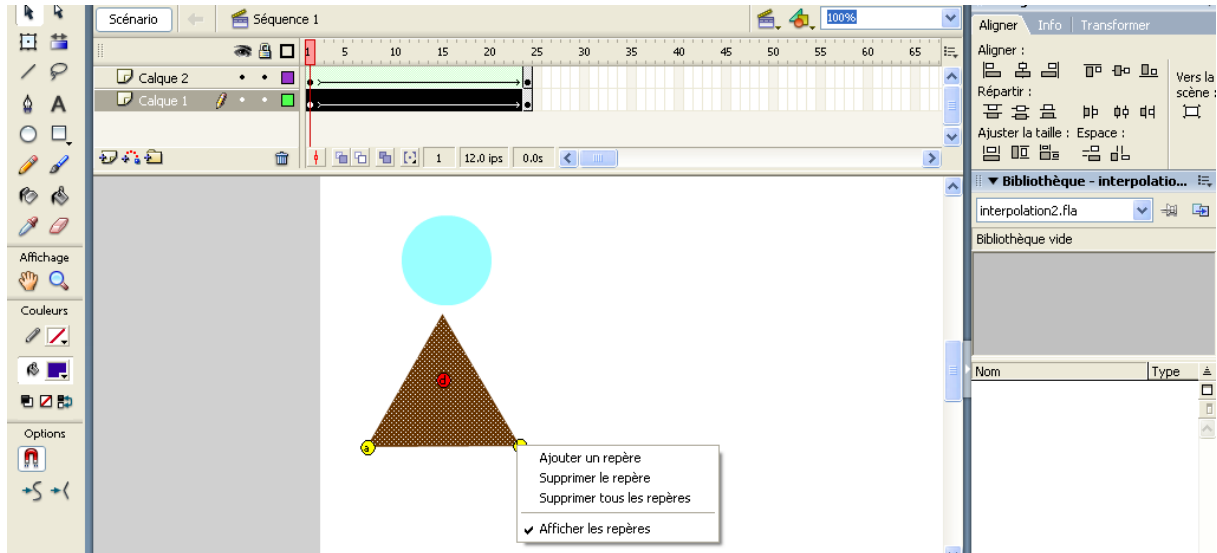 Scénario
Séquence 1
100%
1 5 10 15 20 25 30 35 40 45 50 55 60 65
Calque 2
Calque 1
1 12.0 ips 0.0s
A
Affichage
Couleurs
Options
a
d
Ajouter un repère
Supprimer le repère
Supprimer tous les repères
Afficher les repères
Aligner Info Transformer
Aligner :
Vers la
scène :
Répartir :
Ajuster la taille : Espace :
Bibliothèque - interpolatio...
interpolation2.fla
Bibliothèque vide
Nom Type